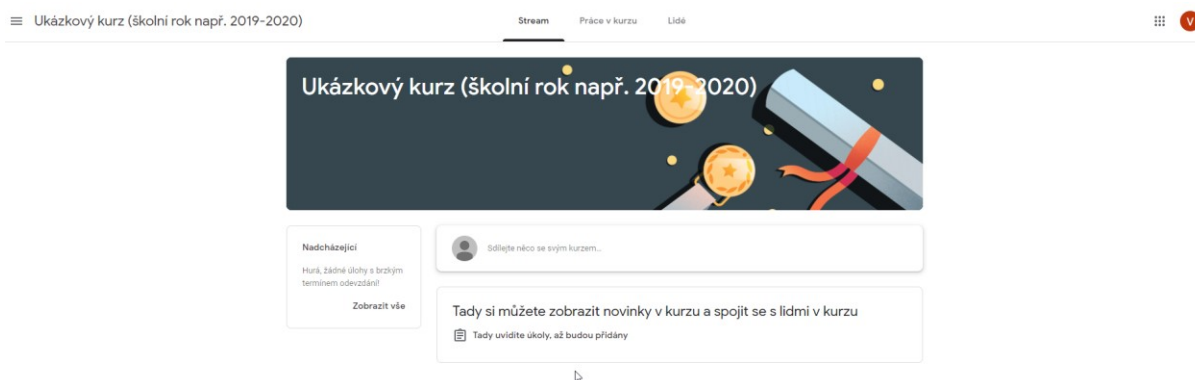 Ukázkový kurz (školní rok např. 2019-2020)
Stream
Práce v kurzu
Lidé
V
Ukázkový kurz (školní rok např. 2019-2020)
Nadcházející
Hurá, žádné úlohy s brzkým
termínem odevzdání!
Zobrazit vše
Sdílejte něco se svým kurzem...
Tady si můžete zobrazit novinky v kurzu a spojit se s lidmi v kurzu
Tady uvidíte úkoly, až budou přidány